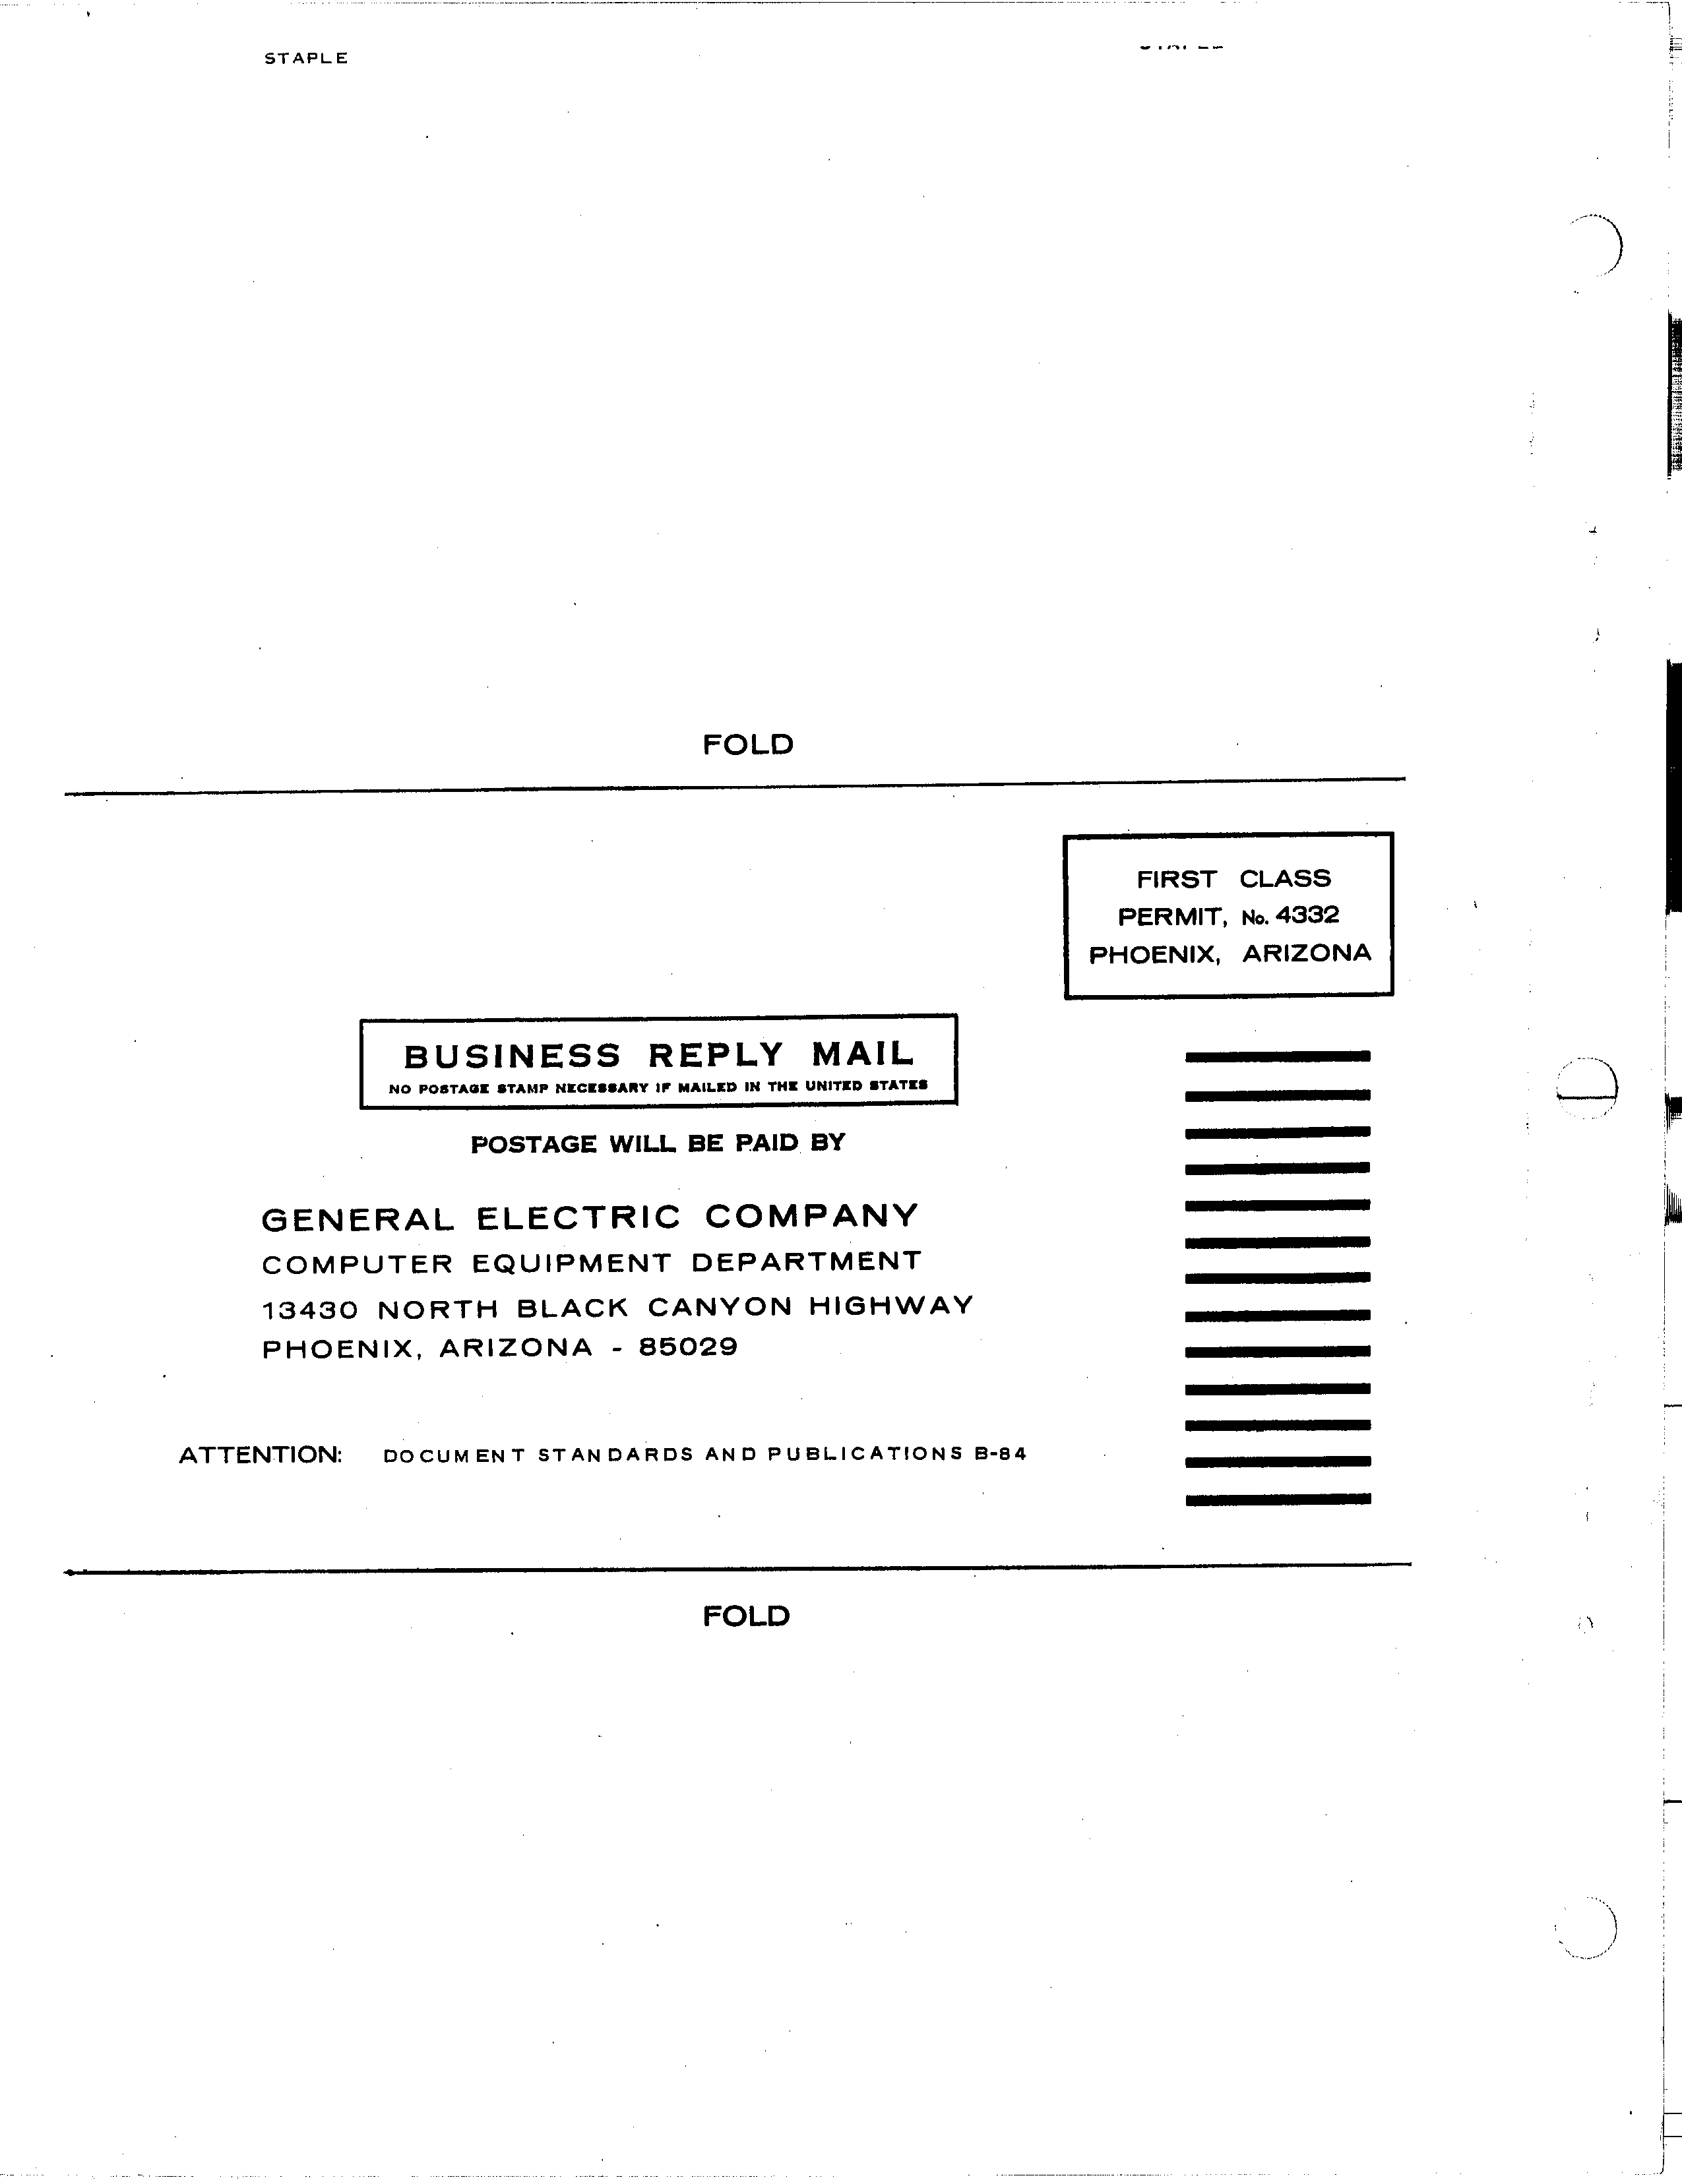 STAPLE
FOLD
FIRST CLASS
PERMIT, No. 4332
PHOENIX, ARIZONA
BUSINESS REPLY MAIL
NO POSTAGE STAMP NECESSARY IF MAILED IN THE UNITED STATES
POSTAGE WILL BE PAID BY
GENERAL ELECTRIC COMPANY
COMPUTER EQUIPMENT DEPARTMENT
13430 NORTH BLACK CANYON HIGHWAY
PHOENIX, ARIZONA - 85029
ATTENTION: DOCUMENT STANDARDS AND PUBLICATIONS B-84
FOLD